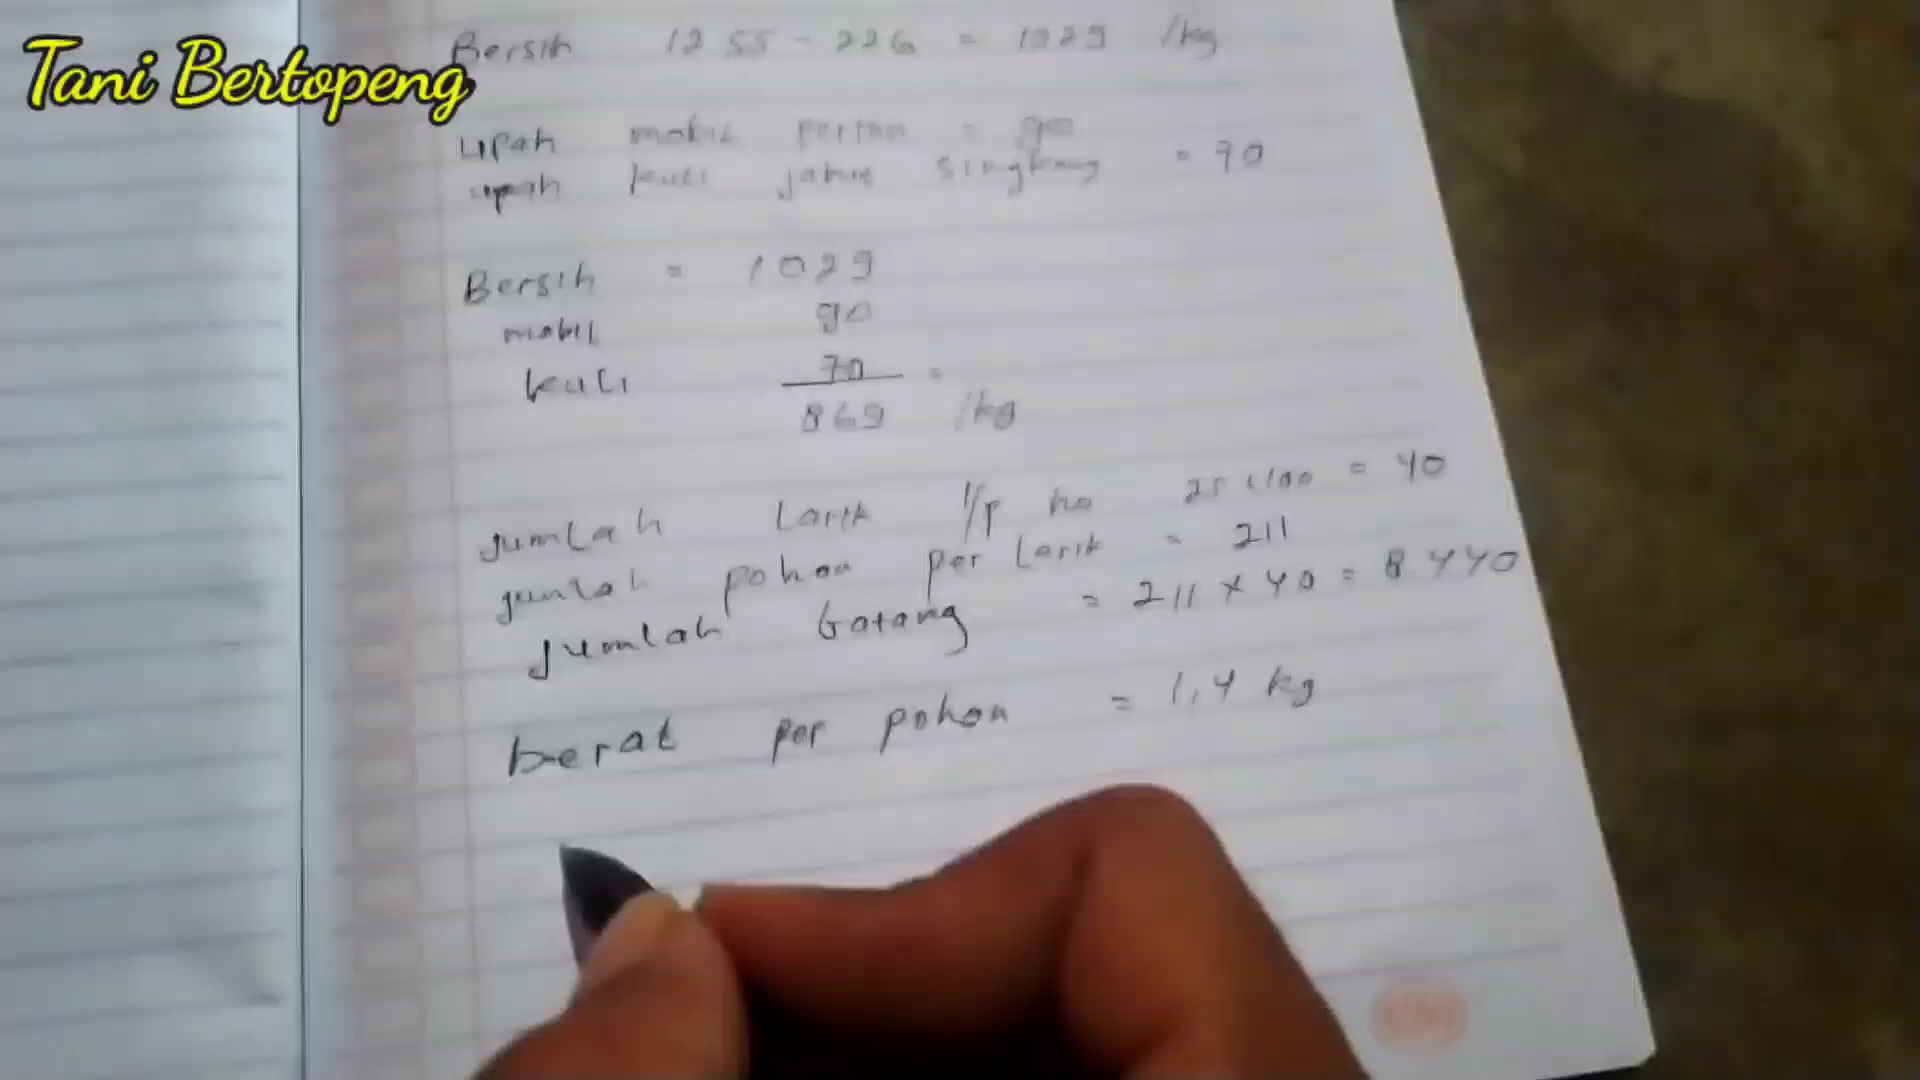 Tani Bertopeng
Bersih 1255 - 226 = 1029 /kg
upah mobil perton = 90
upah kuli jabut singkong = 70
Bersih = 1029
mobil 90
kuli 70 =
869 /kg
jumlah Larik 1/P ha 25 x 100 = 40
jumlah pohon per Larik = 211
Jumlah batang = 211 x 40 = 8440
berat per pohon = 1,4 kg